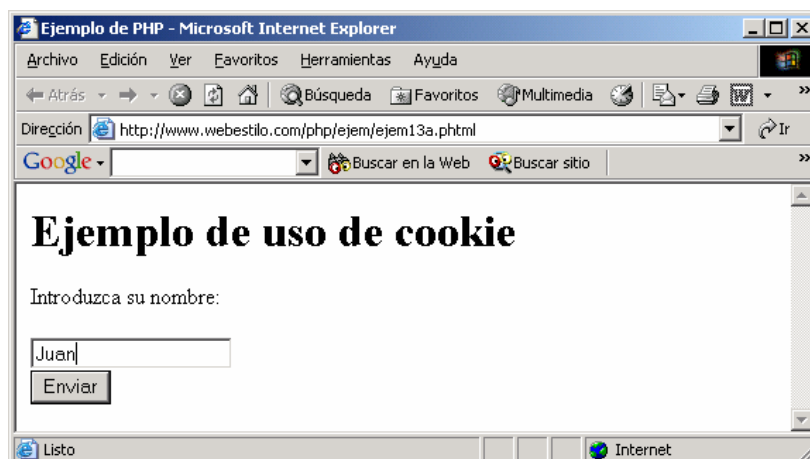 Ejemplo de PHP - Microsoft Internet Explorer
Archivo Edición Ver Favoritos Herramientas Ayuda
Atrás Búsqueda Favoritos Multimedia »
Dirección http://www.webestilo.com/php/ejem/ejem13a.phtml Ir
Google Buscar en la Web Buscar sitio »
Ejemplo de uso de cookie
Introduzca su nombre:
Juan
Enviar
Listo Internet